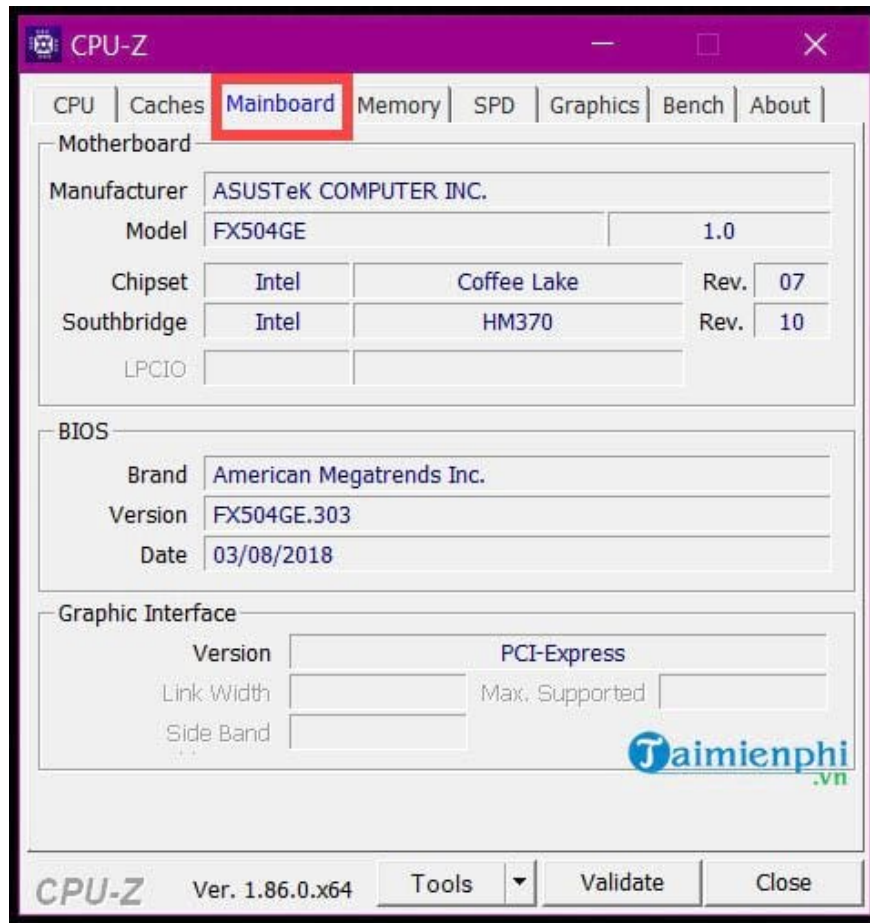 CPU-Z
CPU Caches Mainboard Memory SPD Graphics Bench About
Motherboard
Manufacturer ASUSTeK COMPUTER INC.
Model FX504GE 1.0
Chipset Intel Coffee Lake Rev. 07
Southbridge Intel HM370 Rev. 10
LPCIO
BIOS
Brand American Megatrends Inc.
Version FX504GE.303
Date 03/08/2018
Graphic Interface
Version PCI-Express
Link Width Max. Supported
Side Band
Taimienphi
.vn
CPU-Z Ver. 1.86.0.x64 Tools Validate Close